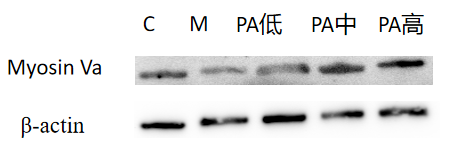 C M PA低 PA中 PA高
Myosin Va
β-actin